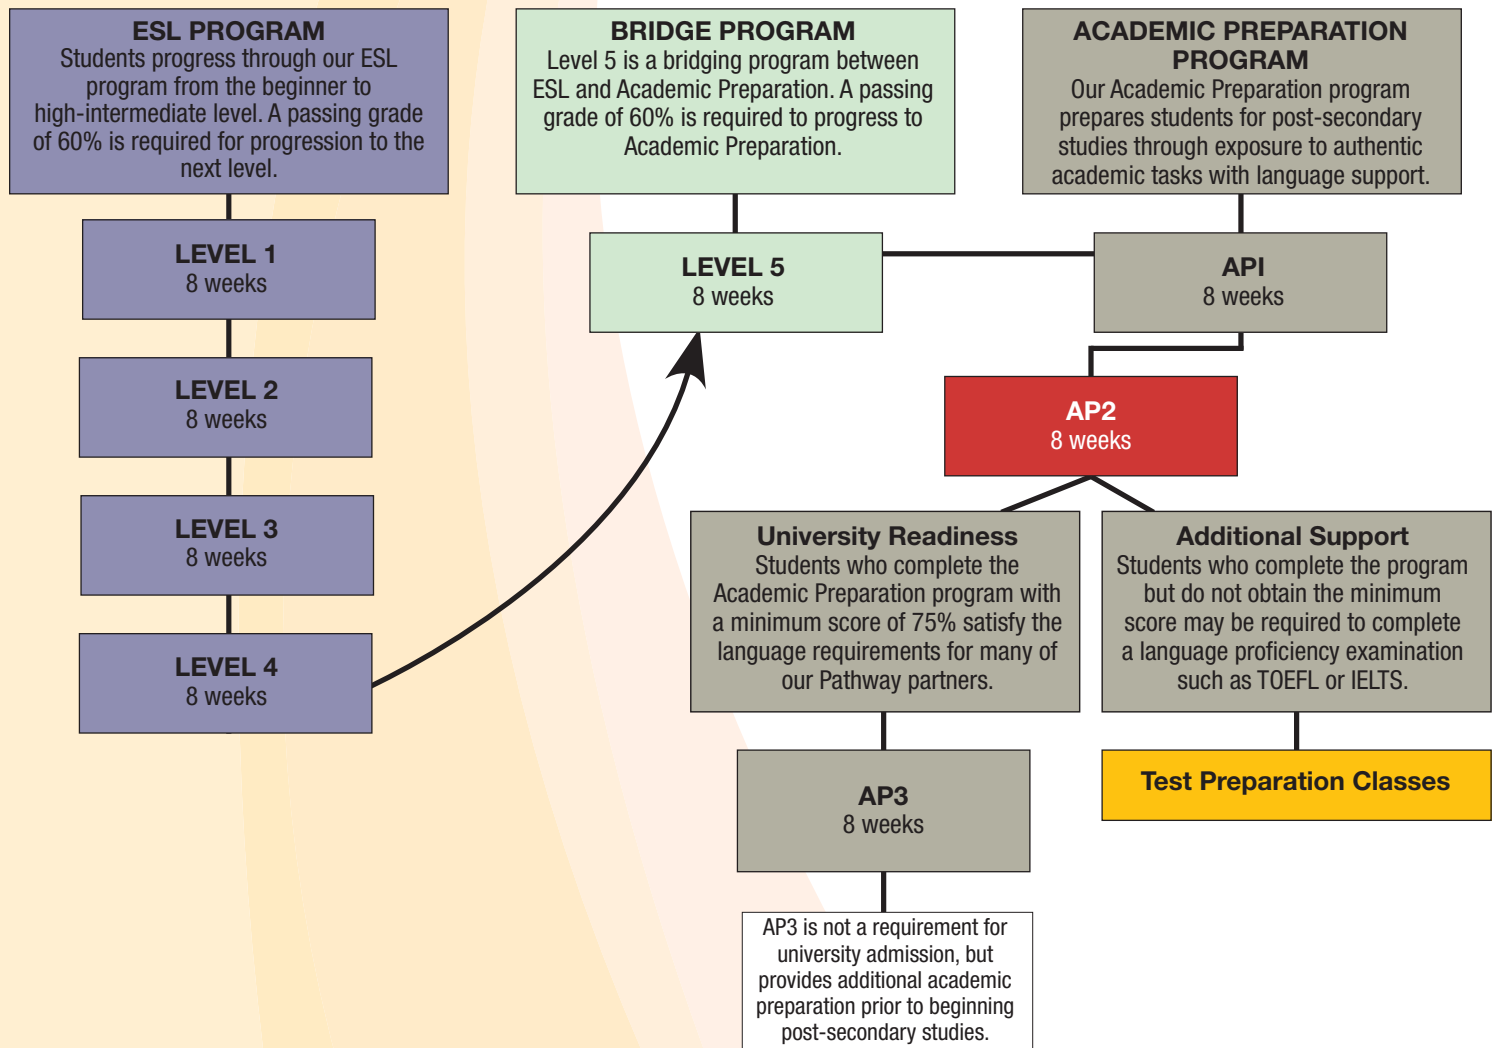 ESL PROGRAM
Students progress through our ESL
program from the beginner to
high-intermediate level. A passing grade
of 60% is required for progression to the
next level.
LEVEL 1
8 weeks
LEVEL 2
8 weeks
LEVEL 3
8 weeks
LEVEL 4
8 weeks
BRIDGE PROGRAM
Level 5 is a bridging program between
ESL and Academic Preparation. A passing
grade of 60% is required to progress to
Academic Preparation.
LEVEL 5
8 weeks
ACADEMIC PREPARATION
PROGRAM
Our Academic Preparation program
prepares students for post-secondary
studies through exposure to authentic
academic tasks with language support.
API
8 weeks
AP2
8 weeks
University Readiness
Students who complete the
Academic Preparation program with
a minimum score of 75% satisfy the
language requirements for many of
our Pathway partners.
AP3
8 weeks
AP3 is not a requirement for
university admission, but
provides additional academic
preparation prior to beginning
post-secondary studies.
Additional Support
Students who complete the program
but do not obtain the minimum
score may be required to complete
a language proficiency examination
such as TOEFL or IELTS.
Test Preparation Classes